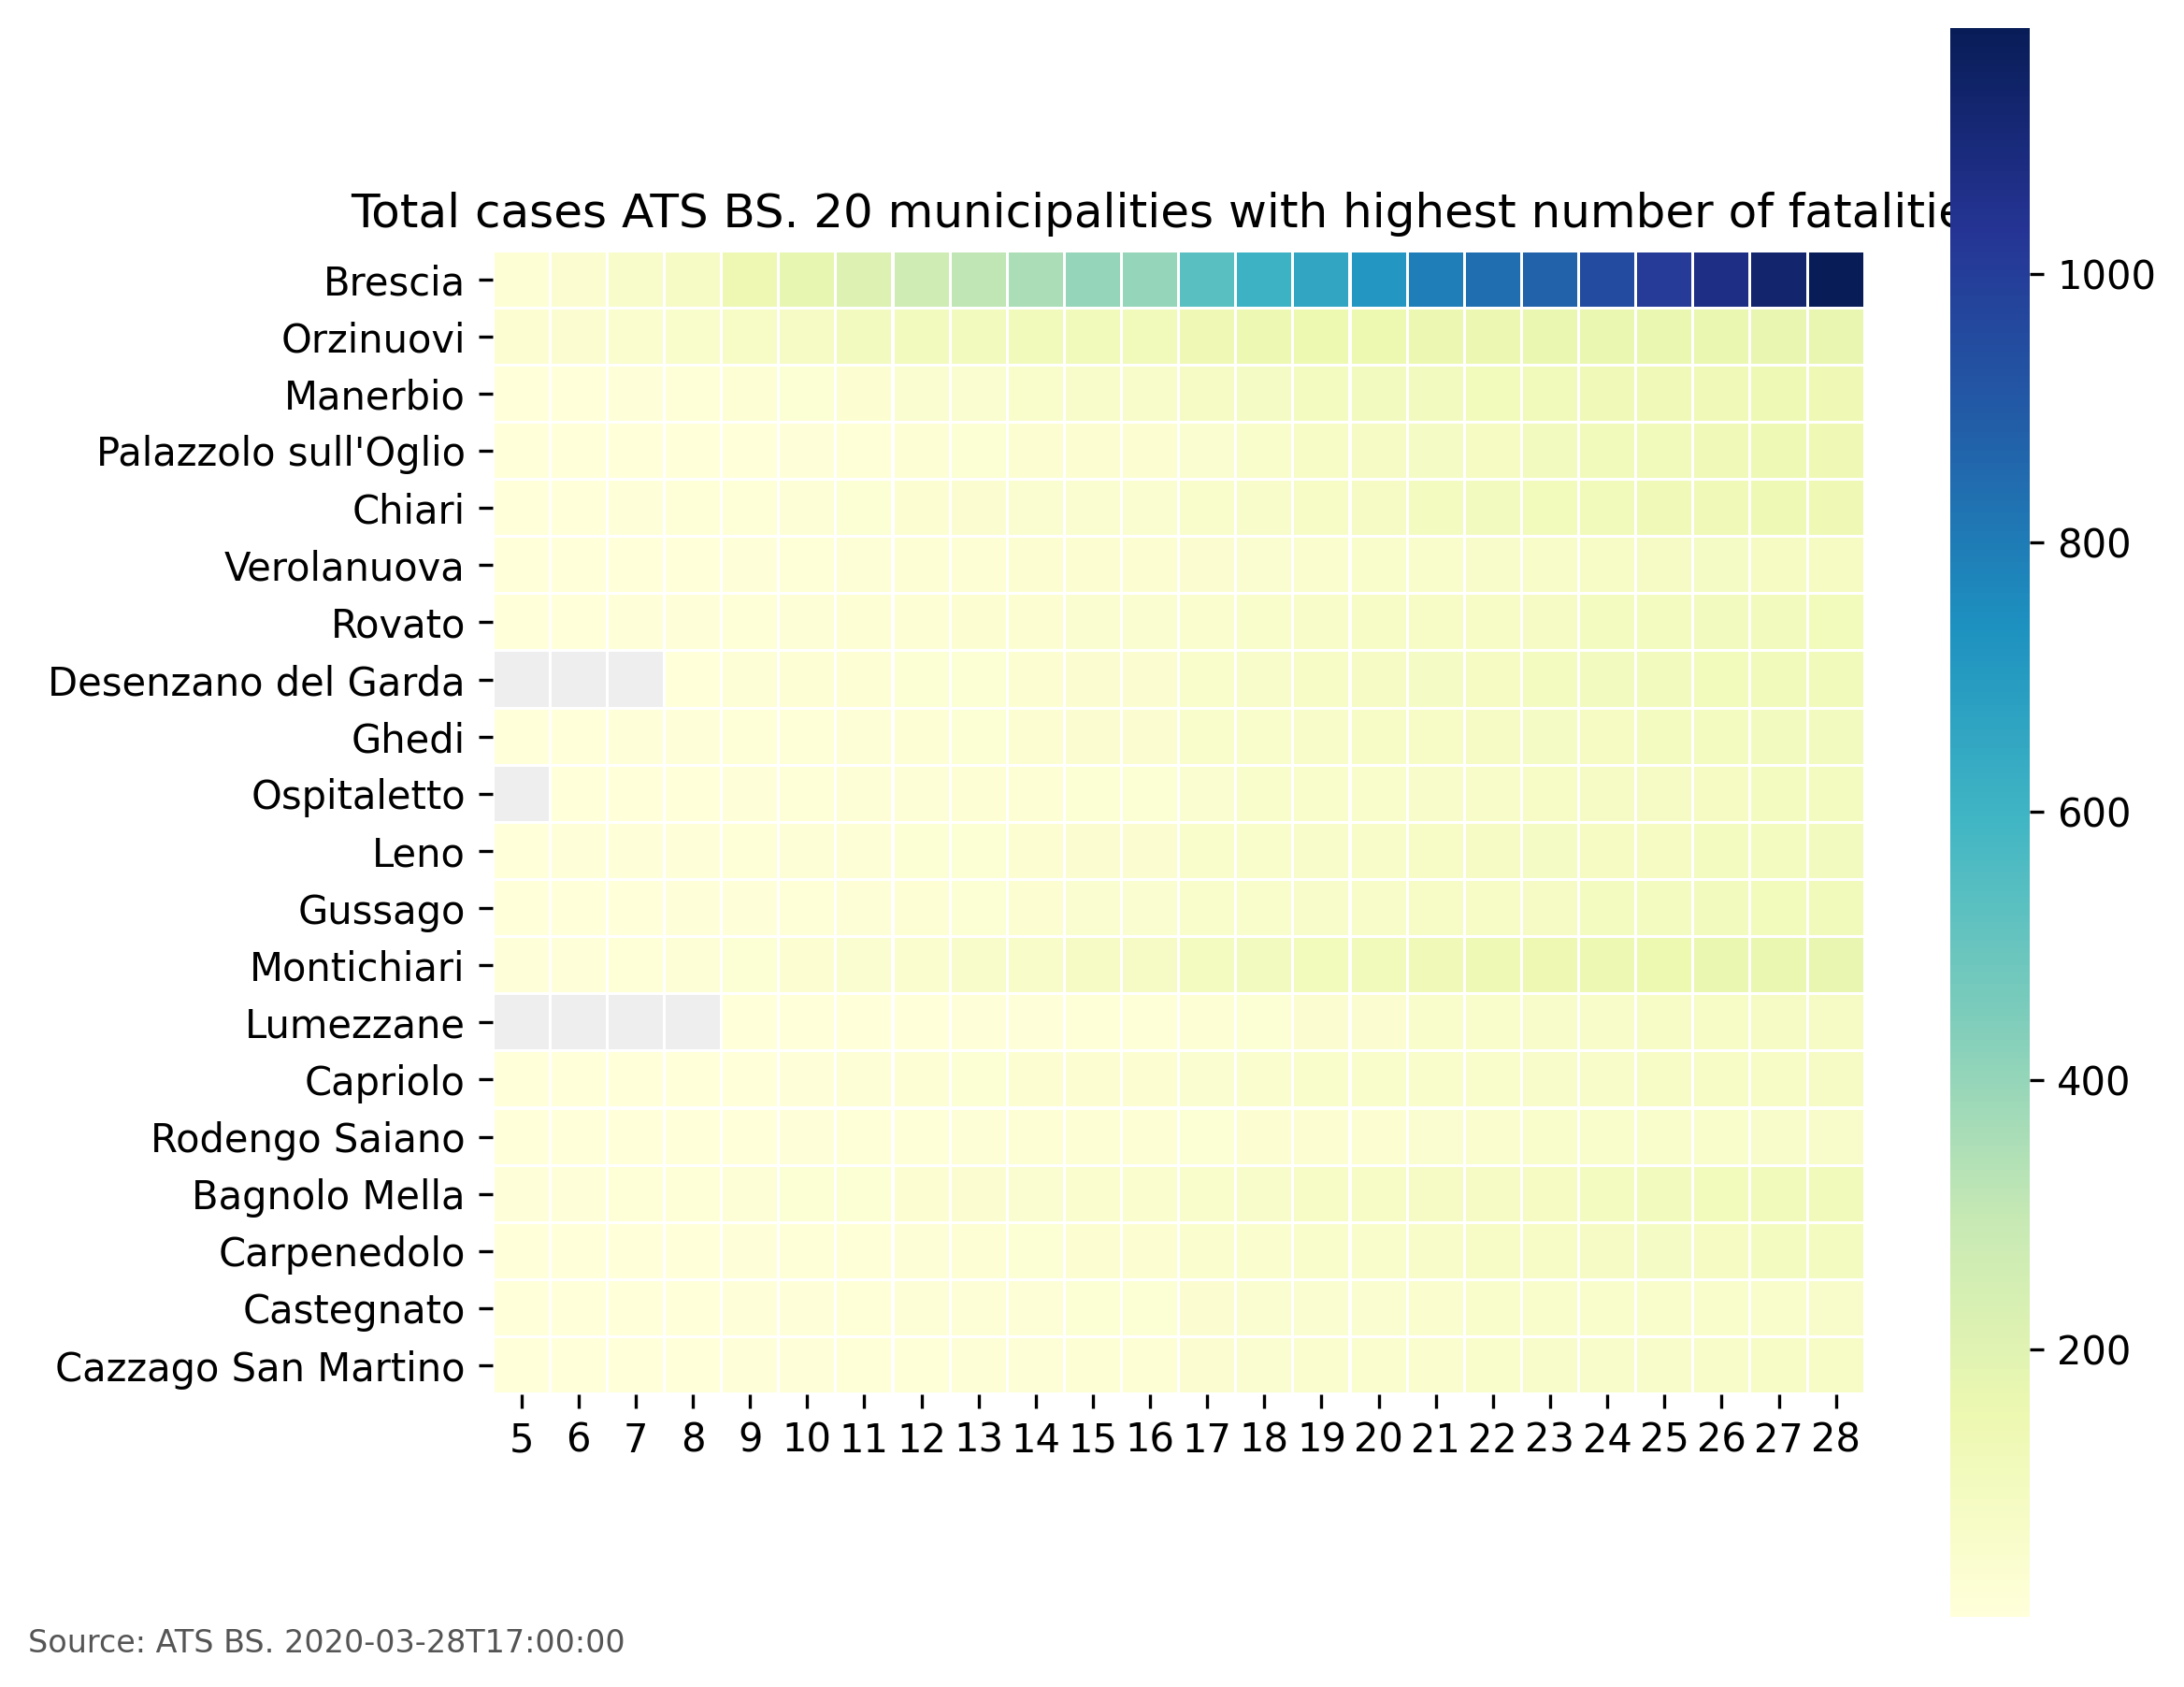 Total cases ATS BS. 20 municipalities with highest number of fatalitie
Brescia
Orzinuovi
Manerbio
Palazzolo sull'Oglio
Chiari
Verolanuova
Rovato
Desenzano del Garda
Ghedi
Ospitaletto
Leno
Gussago
Montichiari
Lumezzane
Capriolo
Rodengo Saiano
Bagnolo Mella
Carpenedolo
Castegnato
Cazzago San Martino
5 6 7 8 9 10 11 12 13 14 15 16 17 18 19 20 21 22 23 24 25 26 27 28
1000
800
600
400
200
Source: ATS BS. 2020-03-28T17:00:00